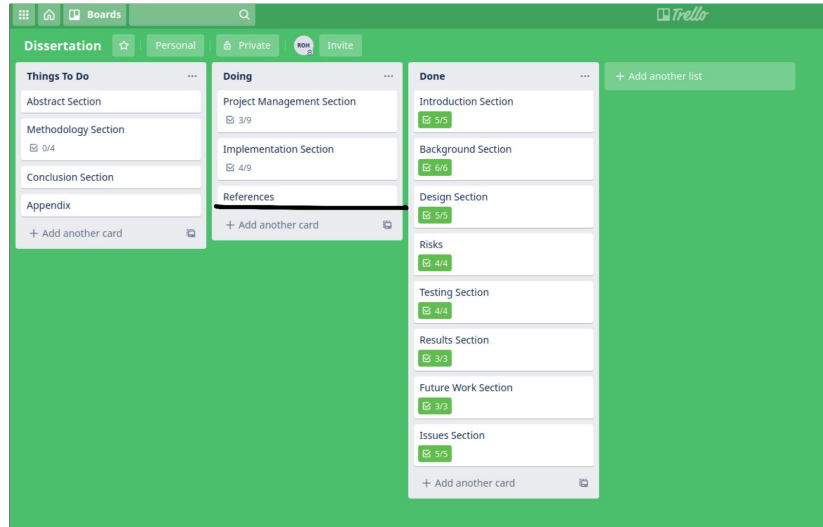 Boards
Trello
Dissertation
Personal
Private
ROH
Invite
Things To Do
Abstract Section
Methodology Section
0/4
Conclusion Section
Appendix
+ Add another card
Doing
Project Management Section
3/9
Implementation Section
4/9
References
+ Add another card
Done
Introduction Section
5/5
Background Section
6/6
Design Section
5/5
Risks
4/4
Testing Section
4/4
Results Section
3/3
Future Work Section
3/3
Issues Section
5/5
+ Add another card
+ Add another list